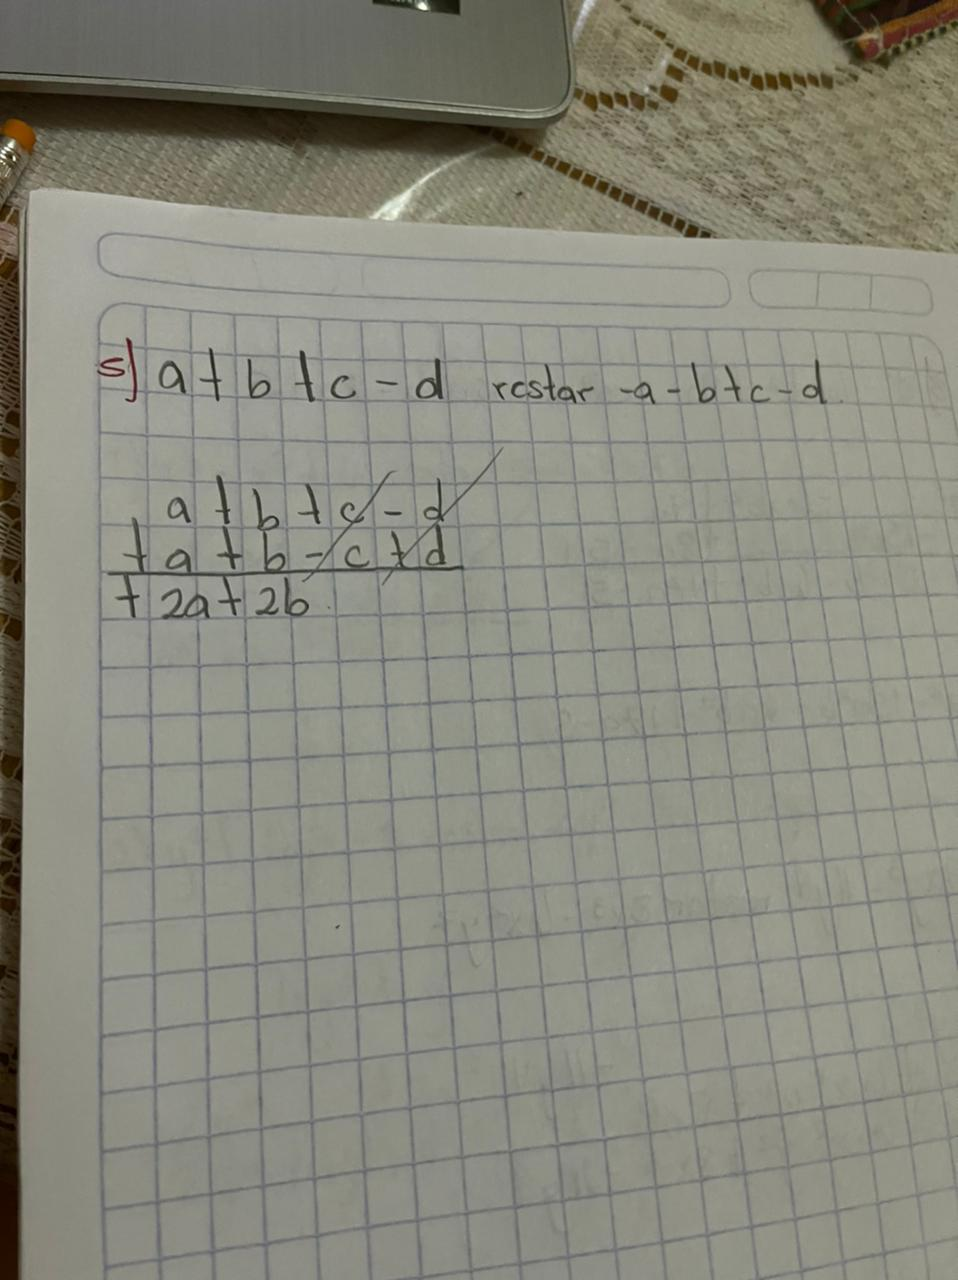 5) a + b + c - d restar -a - b + c - d
a + b + c - d
+ a + b - c + d
+ 2a + 2b